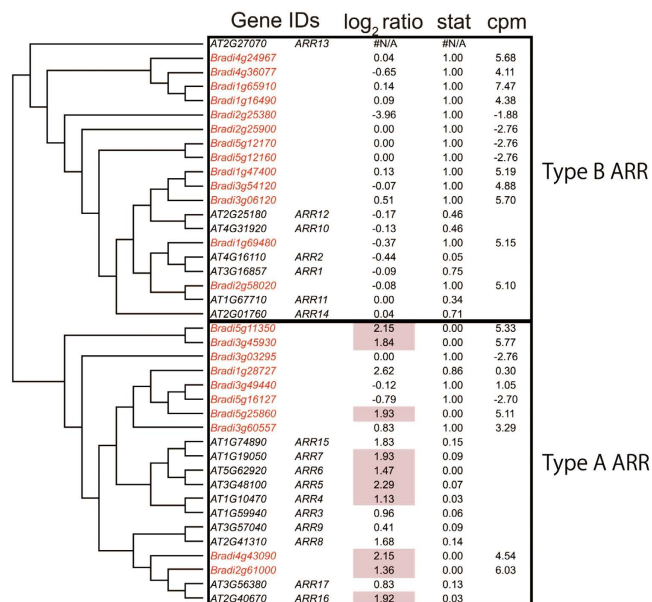 Gene IDs log2 ratio stat cpm
AT2G27070 ARR13 #N/A #N/A
Bradi4g24967 0.04 1.00 5.68
Bradi4g36077 -0.65 1.00 4.11
Bradi1g65910 0.14 1.00 7.47
Bradi1g16490 0.09 1.00 4.38
Bradi2g25380 -3.96 1.00 -1.88
Bradi2g25900 0.00 1.00 -2.76
Bradi5g12170 0.00 1.00 -2.76
Bradi5g12160 0.00 1.00 -2.76
Bradi1g47400 0.13 1.00 5.19
Type B ARR
Bradi3g54120 -0.07 1.00 4.88
Bradi3g06120 0.51 1.00 5.70
AT2G25180 ARR12 -0.17 0.46
AT4G31920 ARR10 -0.13 0.46
Bradi1g69480 -0.37 1.00 5.15
AT4G16110 ARR2 -0.44 0.05
AT3G16857 ARR1 -0.09 0.75
Bradi2g58020 -0.08 1.00 5.10
AT1G67710 ARR11 0.00 0.34
AT2G01760 ARR14 0.04 0.71
Bradi5g11350 2.15 0.00 5.33
Bradi3g45930 1.84 0.00 5.77
Bradi3g03295 0.00 1.00 -2.76
Bradi1g28727 2.62 0.86 0.30
Bradi3g49440 -0.12 1.00 1.05
Bradi5g16127 -0.79 1.00 -2.70
Bradi5g25860 1.93 0.00 5.11
Bradi3g60557 0.83 1.00 3.29
AT1G74890 ARR15 1.83 0.15
AT1G19050 ARR7 1.93 0.09
Type A ARR
AT5G62920 ARR6 1.47 0.00
AT3G48100 ARR5 2.29 0.07
AT1G10470 ARR4 1.13 0.03
AT1G59940 ARR3 0.96 0.06
AT3G57040 ARR9 0.41 0.09
AT2G41310 ARR8 1.68 0.14
Bradi4g43090 2.15 0.00 4.54
Bradi2g61000 1.36 0.00 6.03
AT3G56380 ARR17 0.83 0.13
AT2G40670 ARR16 1.92 0.03